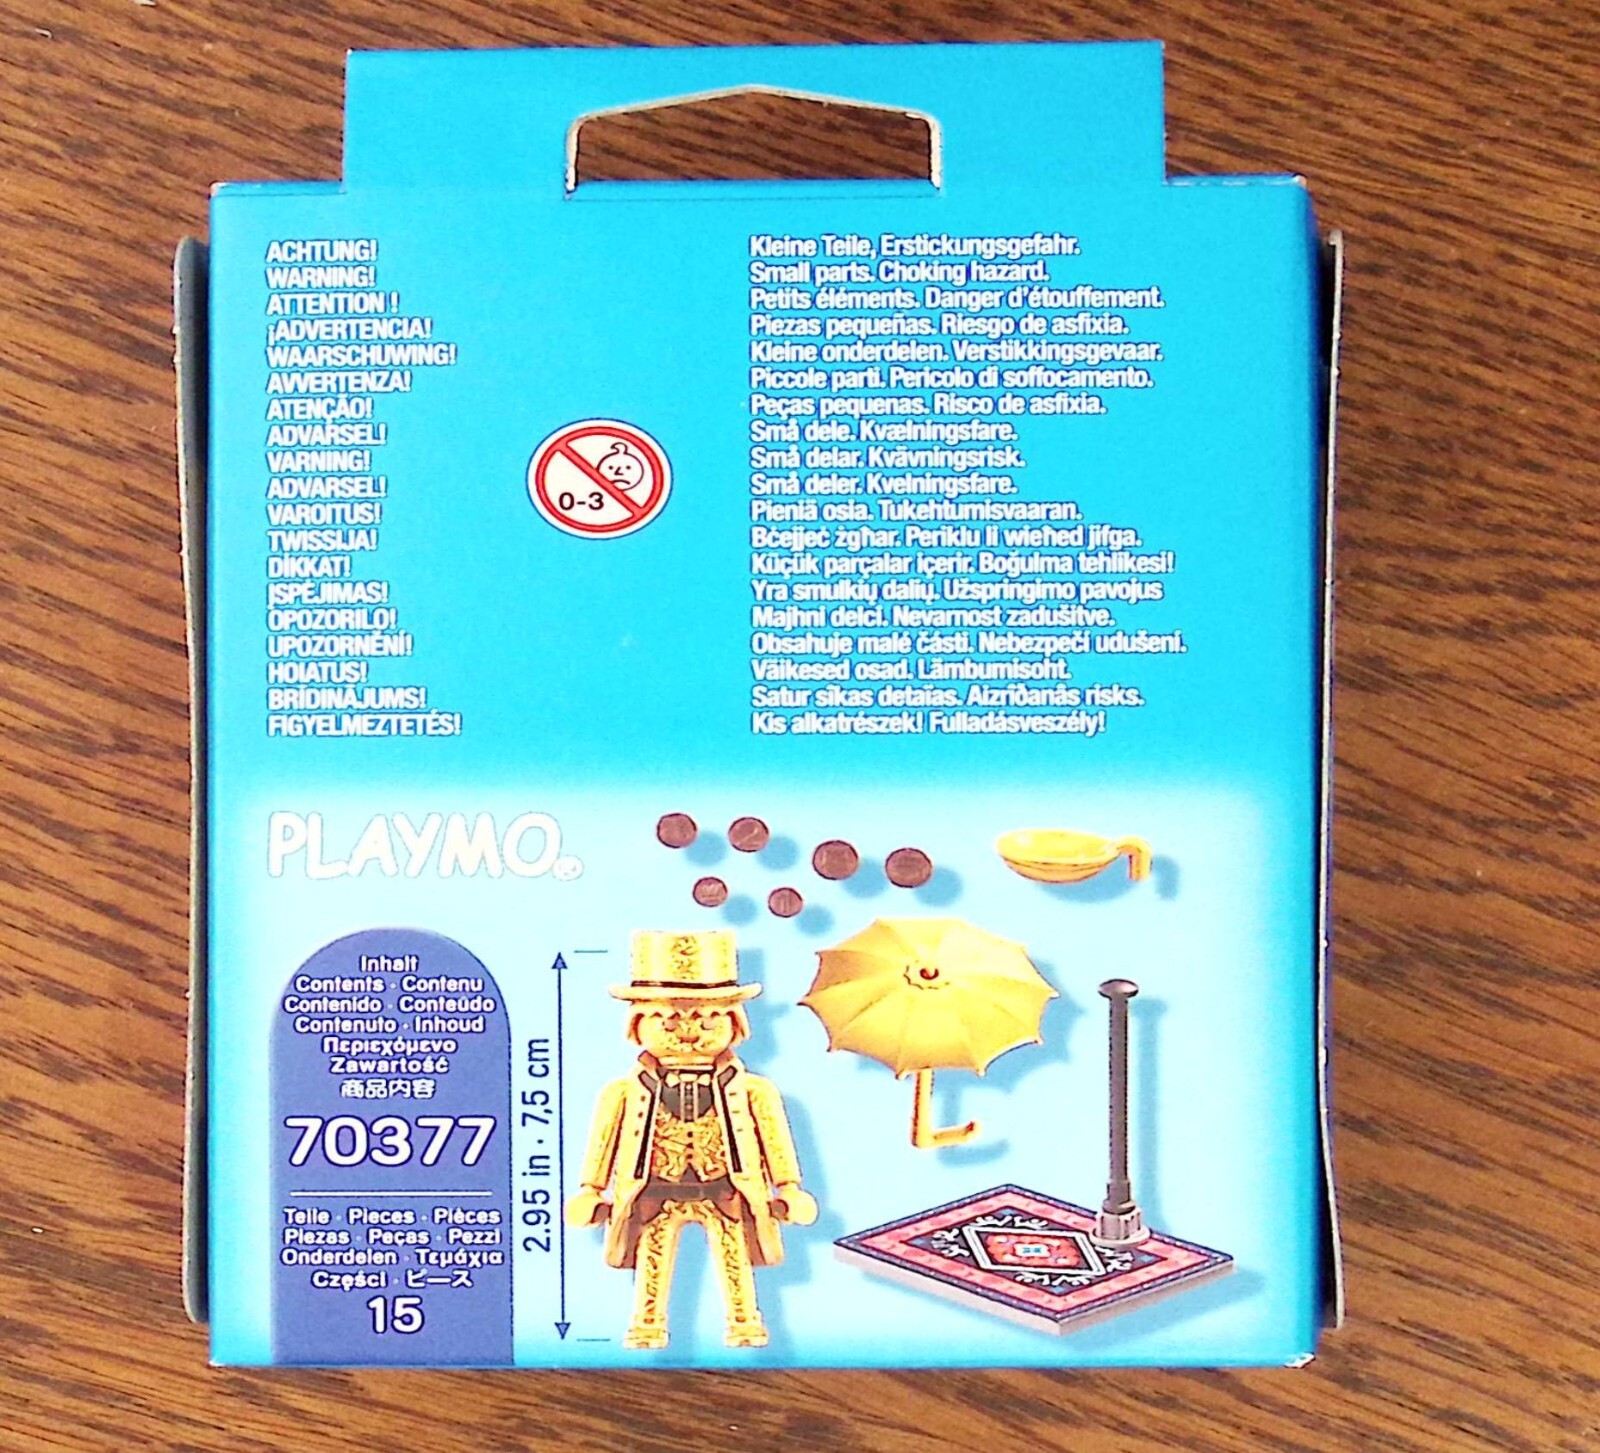 ACHTUNG! Kleine Teile, Erstickungsgefahr.
WARNING! Small parts. Choking hazard.
ATTENTION ! Petits éléments. Danger d'étouffement.
¡ADVERTENCIA! Piezas pequeñas. Riesgo de asfixia.
WAARSCHUWING! Kleine onderdelen. Verstikkingsgevaar.
AVVERTENZA! Piccole parti. Pericolo di soffocamento.
ATENÇÃO! Peças pequenas. Risco de asfixia.
ADVARSEL! Små dele. Kvælningsfare.
VARNING! Små delar. Kvävningsrisk.
ADVARSEL! Små deler. Kvelningsfare.
VAROITUS! Pieniä osia. Tukehtumisvaaran.
TWISSIJA! Bċejjeċ żgħar. Periklu li wieħed jifga.
DİKKAT! Küçük parçalar içerir. Boğulma tehlikesi!
ĮSPĖJIMAS! Yra smulkių dalių. Užspringimo pavojus
OPOZORILO! Majhni delci. Nevarnost zadušitve.
UPOZORNĚNÍ! Obsahuje malé části. Nebezpečí udušení.
HOIATUS! Väikesed osad. Lämbumisoht.
BRĪDINĀJUMS! Satur sīkas detaļas. Aizrīšanās risks.
FIGYELMEZTETÉS! Kis alkatrészek! Fulladásveszély!
0-3
PLAYMO®
Inhalt
Contents · Contenu
Contenido · Conteúdo
Contenuto · Inhoud
Περιεχόμενο
Zawartość
商品内容
70377
Teile · Pieces · Pièces
Piezas · Peças · Pezzi
Onderdelen · Τεμάχια
Części · ピース
15
2.95 in · 7,5 cm